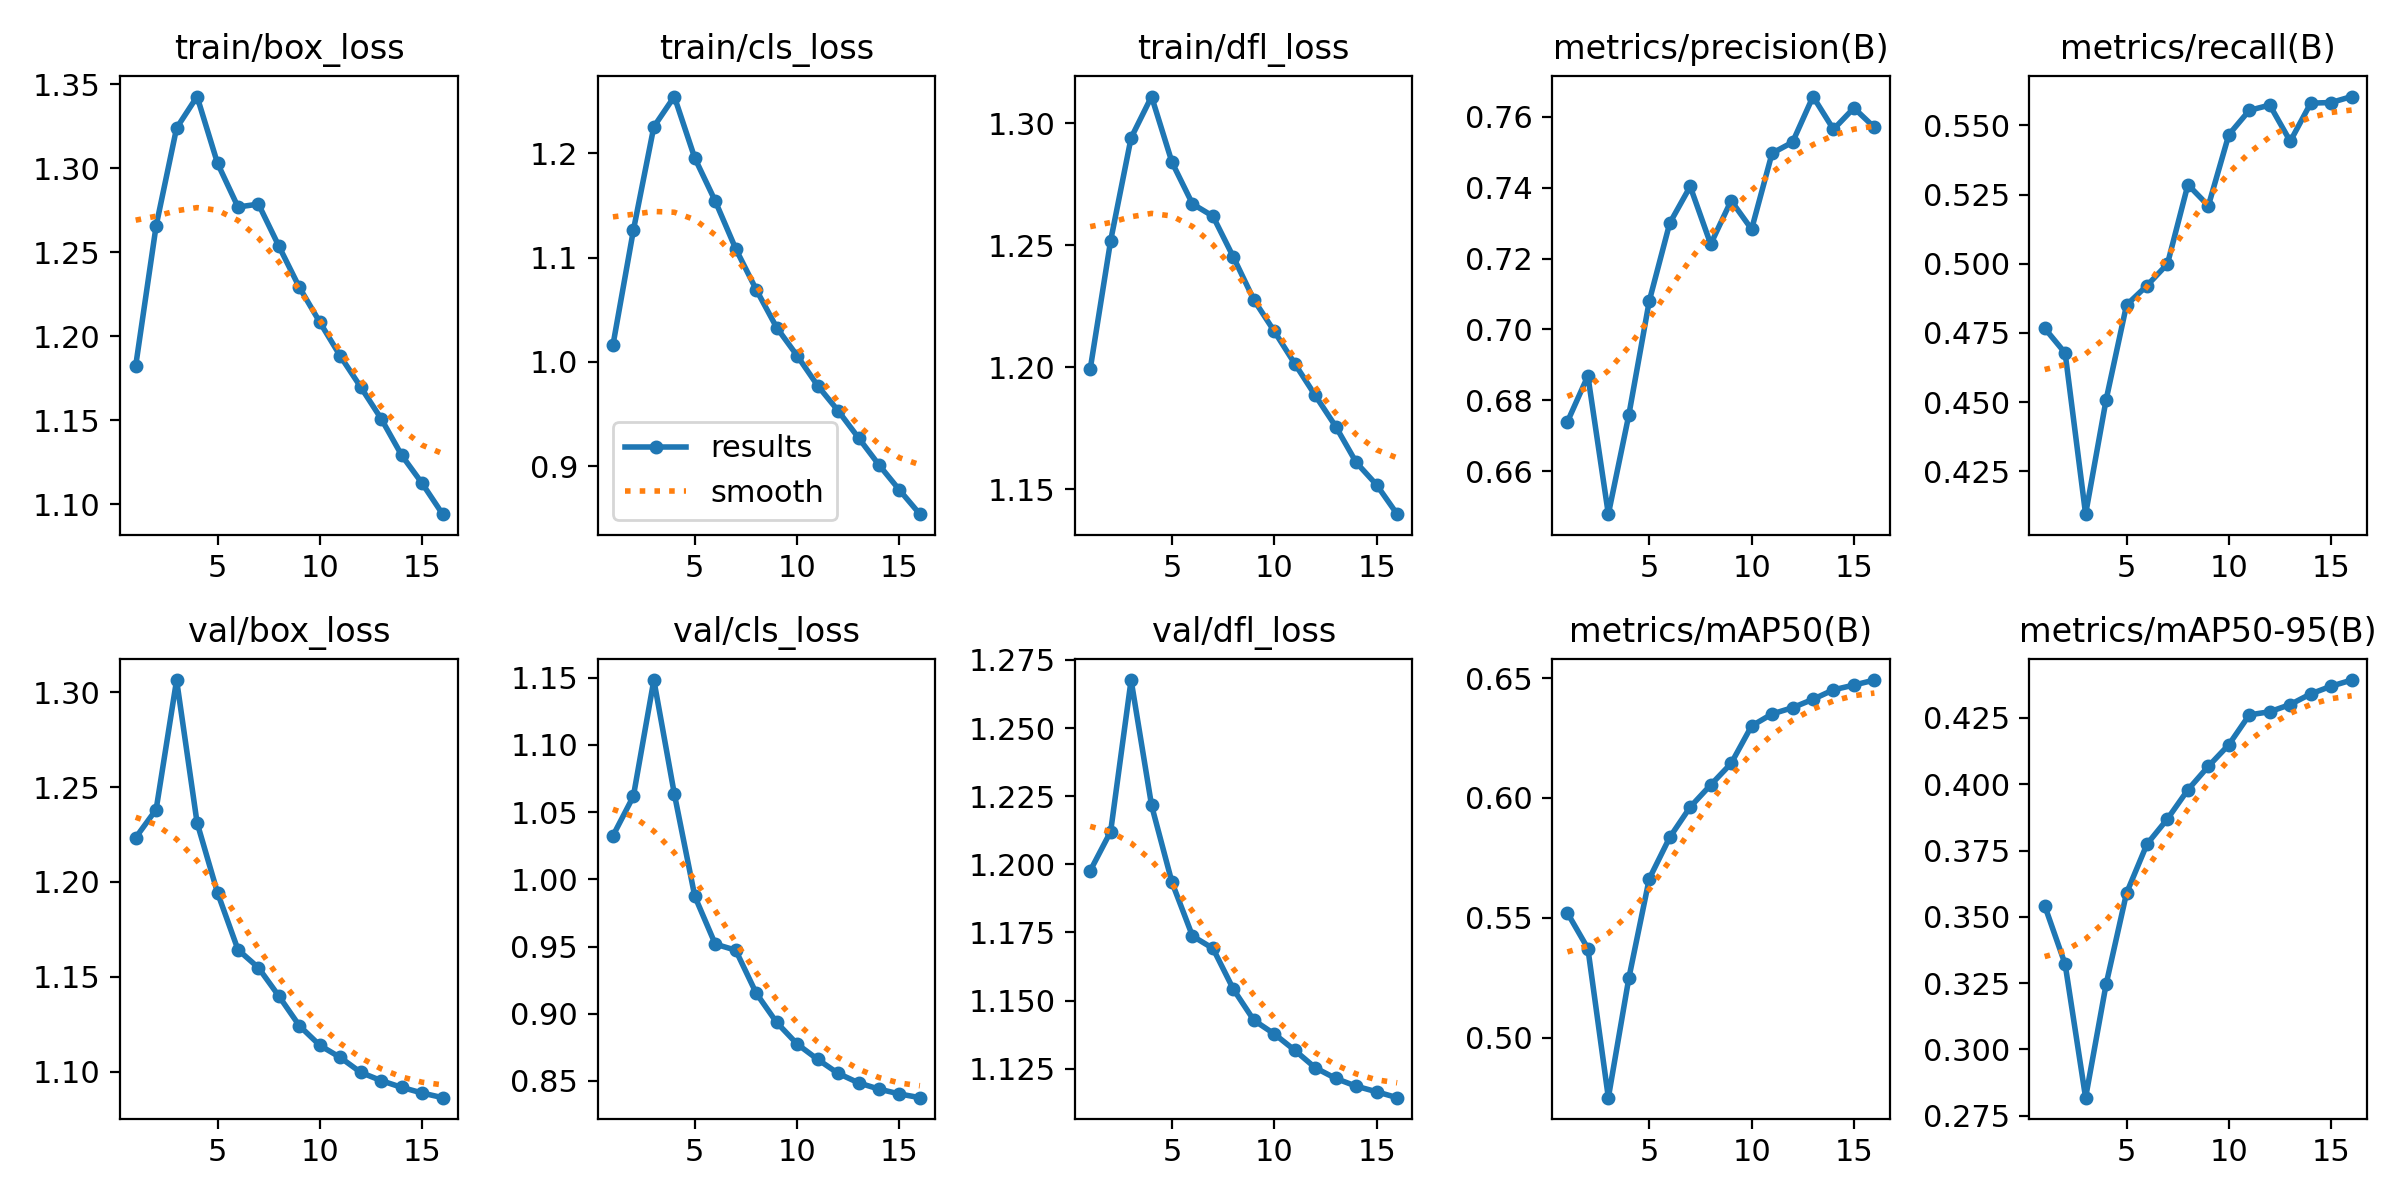 train/box_loss
1.35
1.30
1.25
1.20
1.15
1.10
5 10 15
train/cls_loss
1.2
1.1
1.0
0.9
results
smooth
5 10 15
train/dfl_loss
1.30
1.25
1.20
1.15
5 10 15
metrics/precision(B)
0.76
0.74
0.72
0.70
0.68
0.66
5 10 15
metrics/recall(B)
0.550
0.525
0.500
0.475
0.450
0.425
5 10 15
val/box_loss
1.30
1.25
1.20
1.15
1.10
5 10 15
val/cls_loss
1.15
1.10
1.05
1.00
0.95
0.90
0.85
5 10 15
val/dfl_loss
1.275
1.250
1.225
1.200
1.175
1.150
1.125
5 10 15
metrics/mAP50(B)
0.65
0.60
0.55
0.50
5 10 15
metrics/mAP50-95(B)
0.425
0.400
0.375
0.350
0.325
0.300
0.275
5 10 15